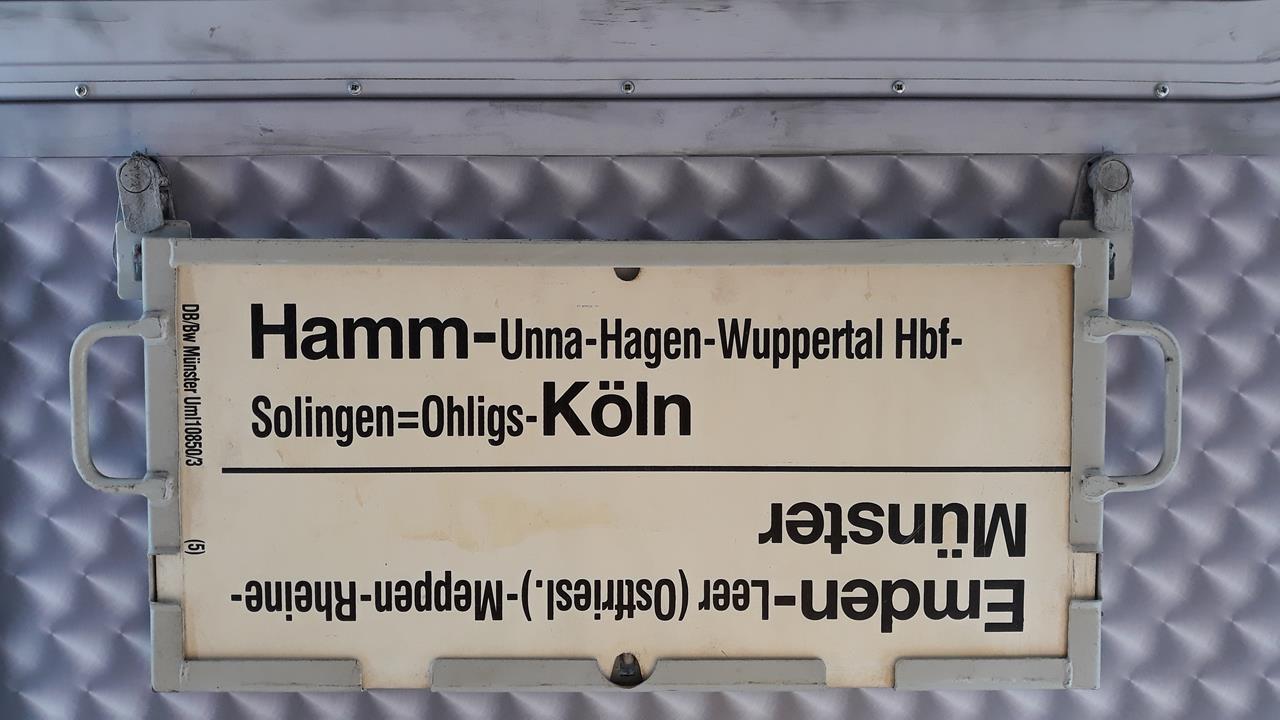 Hamm-Unna-Hagen-Wuppertal Hbf-
Solingen=Ohligs-Köln
Emden-Leer (Ostfriesl.)-Meppen-Rheine-
Münster
DB/Bw Münster Uml10850/3 (5)